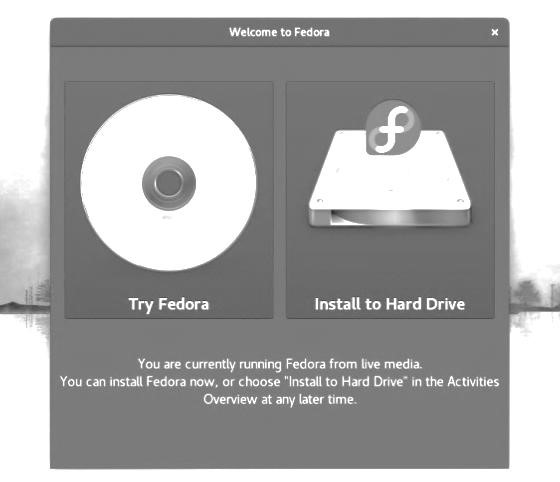 Welcome to Fedora
Try Fedora
Install to Hard Drive
You are currently running Fedora from live media.
You can install Fedora now, or choose "Install to Hard Drive" in the Activities
Overview at any later time.